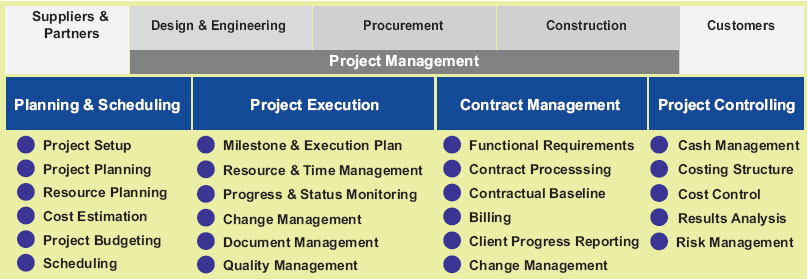 Suppliers &
Partners
Design & Engineering
Procurement
Construction
Customers
Project Management
Planning & Scheduling
Project Execution
Contract Management
Project Controlling
Project Setup
Project Planning
Resource Planning
Cost Estimation
Project Budgeting
Scheduling
Milestone & Execution Plan
Resource & Time Management
Progress & Status Monitoring
Change Management
Document Management
Quality Management
Functional Requirements
Contract Processsing
Contractual Baseline
Billing
Client Progress Reporting
Change Management
Cash Management
Costing Structure
Cost Control
Results Analysis
Risk Management